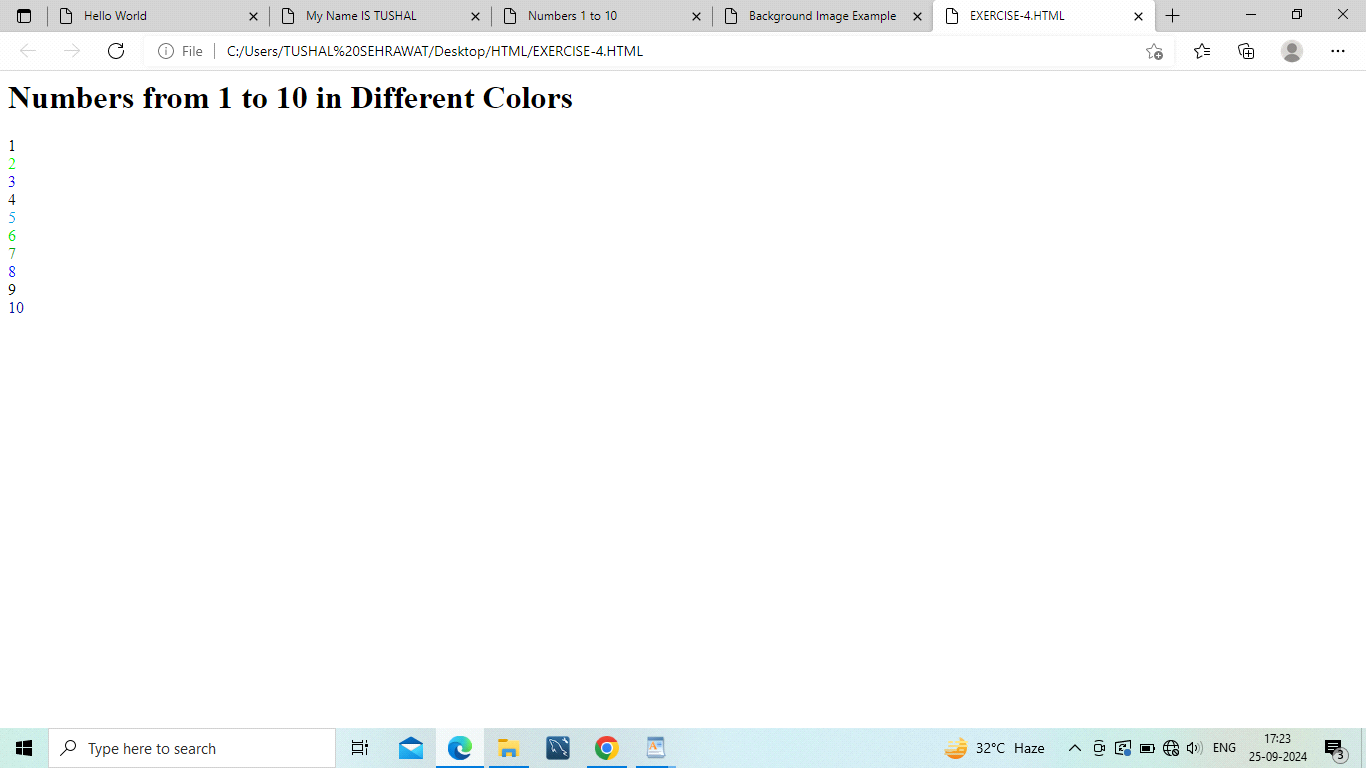 Hello World
My Name IS TUSHAL
Numbers 1 to 10
Background Image Example
EXERCISE-4.HTML
File
C:/Users/TUSHAL%20SEHRAWAT/Desktop/HTML/EXERCISE-4.HTML
Numbers from 1 to 10 in Different Colors
1
2
3
4
5
6
7
8
9
10
Type here to search
32°C Haze
ENG
17:23
25-09-2024
3